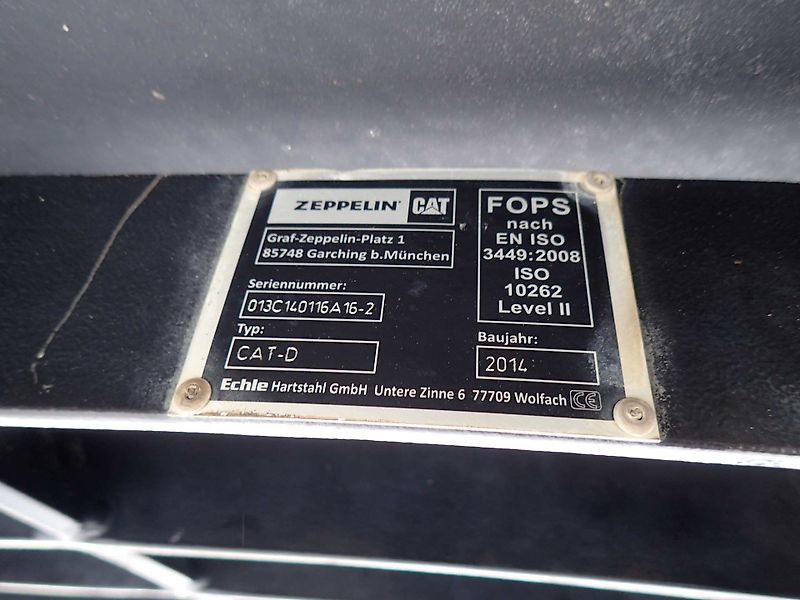 ZEPPELIN CAT
Graf-Zeppelin-Platz 1
85748 Garching b.München
Seriennummer:
013C140116A16-2
Typ:
CAT-D
FOPS
nach
EN ISO
3449:2008
ISO
10262
Level II
Baujahr:
2014
Echle Hartstahl GmbH Untere Zinne 6 77709 Wolfach CE